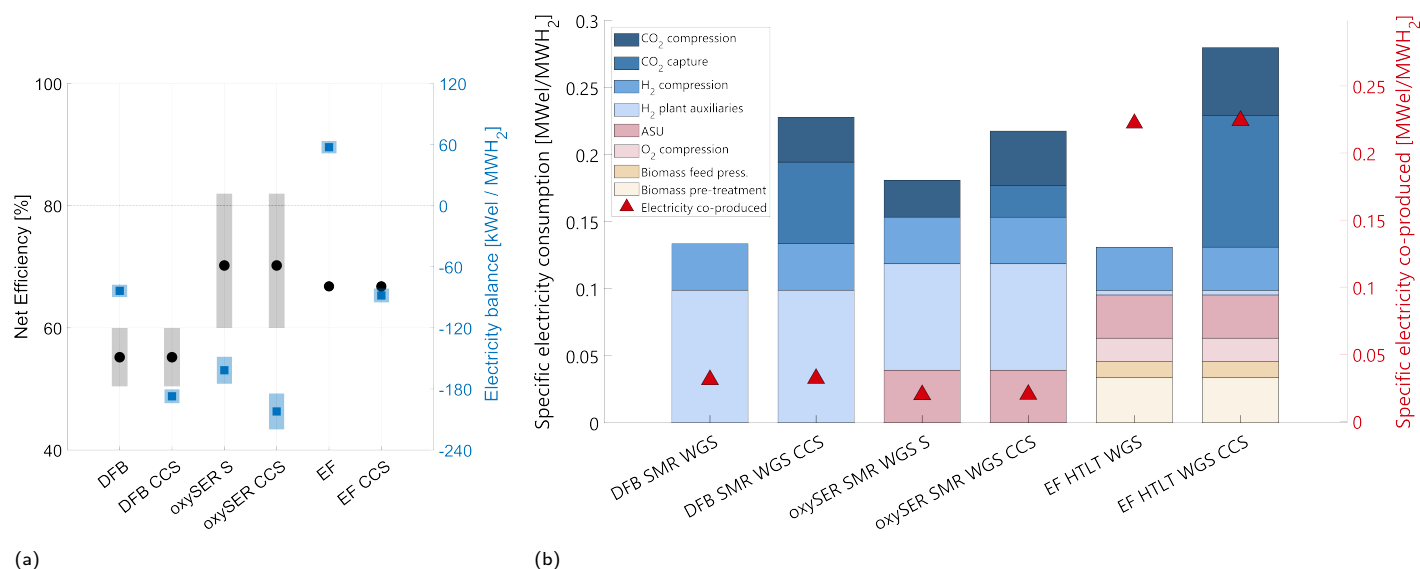 Net Efficiency [%]
100
80
60
40
120
60
0
-60
-120
-180
-240
Electricity balance [kWel / MWH2]
DFB
DFB CCS
oxySER S
oxySER CCS
EF
EF CCS
(a)
Specific electricity consumption [MWel/MWH2]
0.3
0.25
0.2
0.15
0.1
0.05
0
CO2 compression
CO2 capture
H2 compression
H2 plant auxiliaries
ASU
O2 compression
Biomass feed press.
Biomass pre-treatment
Electricity co-produced
0.25
0.2
0.15
0.1
0.05
0
Specific electricity co-produced [MWel/MWH2]
DFB SMR WGS
DFB SMR WGS CCS
oxySER SMR WGS S
oxySER SMR WGS CCS
EF HTLT WGS
EF HTLT WGS CCS
(b)